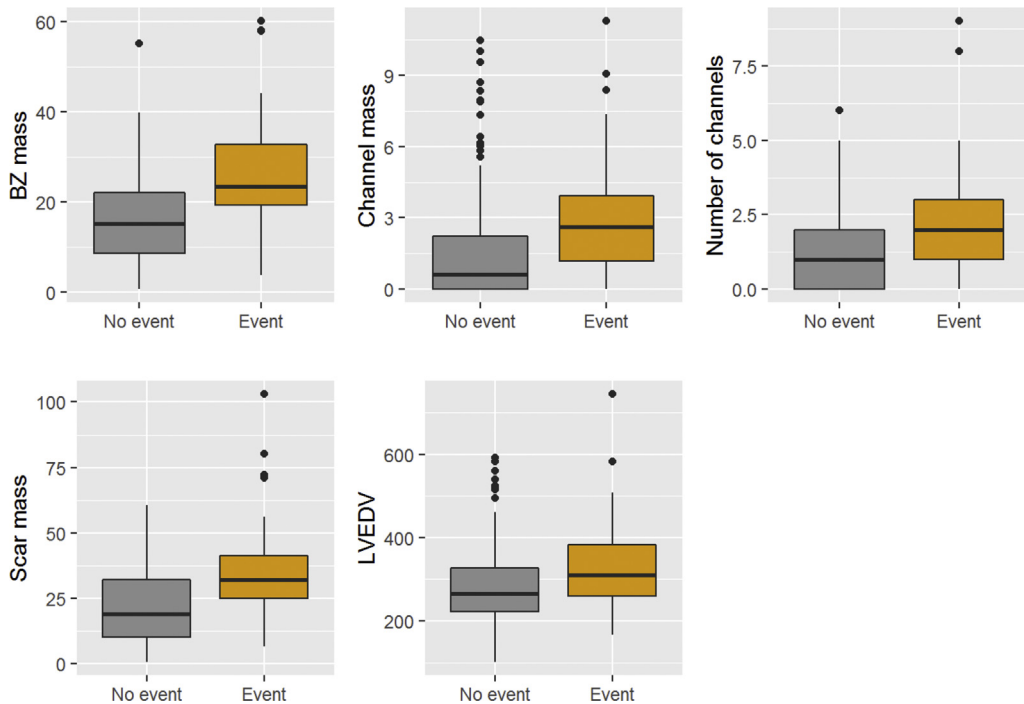 BZ mass
60
40
20
0
No event Event
Channel mass
9
6
3
0
No event Event
Number of channels
7.5
5.0
2.5
0.0
No event Event
Scar mass
100
75
50
25
0
No event Event
LVEDV
600
400
200
No event Event